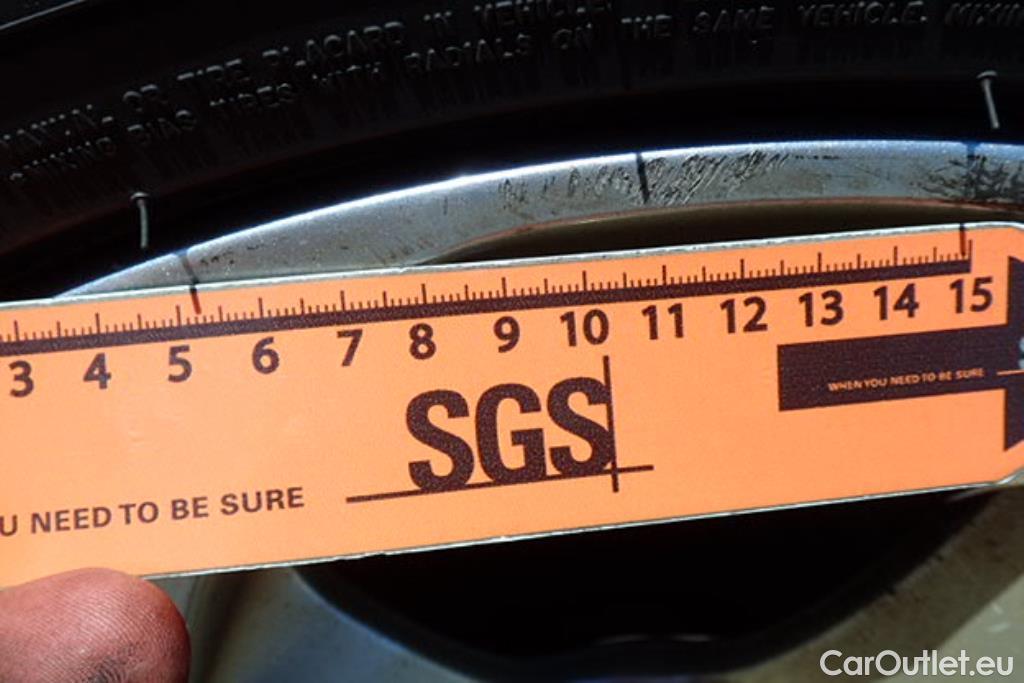 MANUAL OR TIRE PLACARD IN VEHICLE
MIXING BIAS TIRES WITH RADIALS ON THE SAME VEHICLE.
3 4 5 6 7 8 9 10 11 12 13 14 15
WHEN YOU NEED TO BE SURE
SGS
U NEED TO BE SURE
CarOutlet.eu